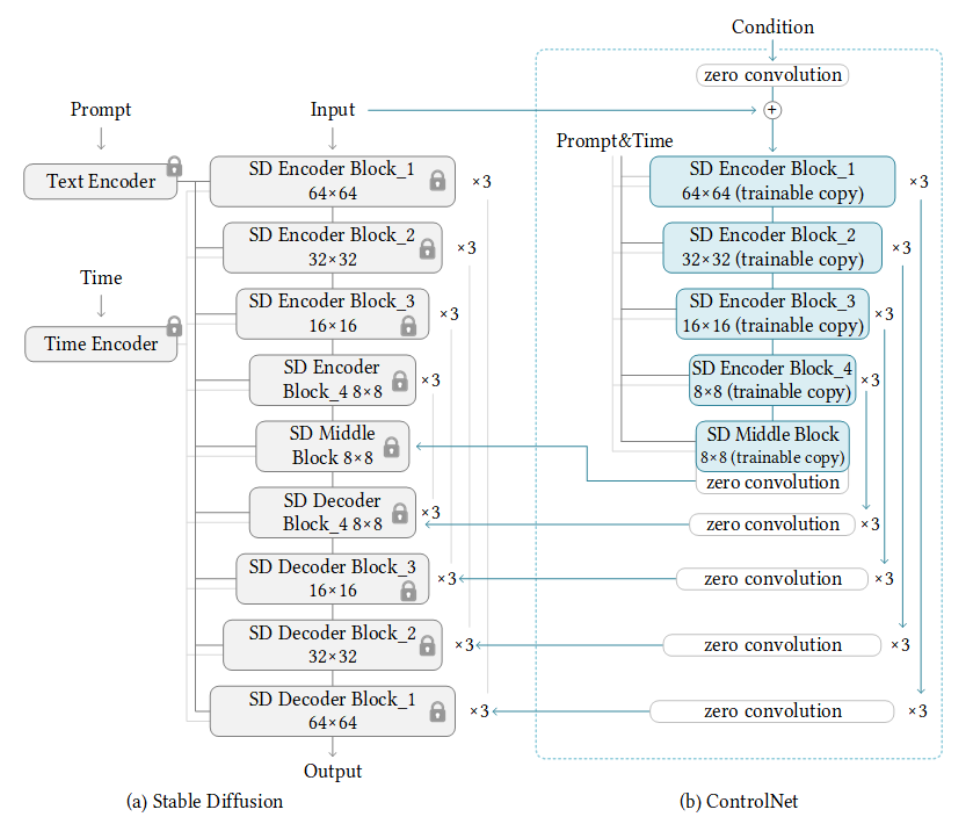 Prompt
Text Encoder
Time
Time Encoder
Input
SD Encoder Block_1
64×64
×3
SD Encoder Block_2
32×32
×3
SD Encoder Block_3
16×16
×3
SD Encoder
Block_4 8×8
×3
SD Middle
Block 8×8
SD Decoder
Block_4 8×8
×3
SD Decoder Block_3
16×16
×3
SD Decoder Block_2
32×32
×3
SD Decoder Block_1
64×64
×3
Output
(a) Stable Diffusion
Condition
zero convolution
+
Prompt&Time
SD Encoder Block_1
64×64 (trainable copy)
×3
SD Encoder Block_2
32×32 (trainable copy)
×3
SD Encoder Block_3
16×16 (trainable copy)
×3
SD Encoder Block_4
8×8 (trainable copy)
×3
SD Middle Block
8×8 (trainable copy)
zero convolution
zero convolution
×3
zero convolution
×3
zero convolution
×3
zero convolution
×3
(b) ControlNet